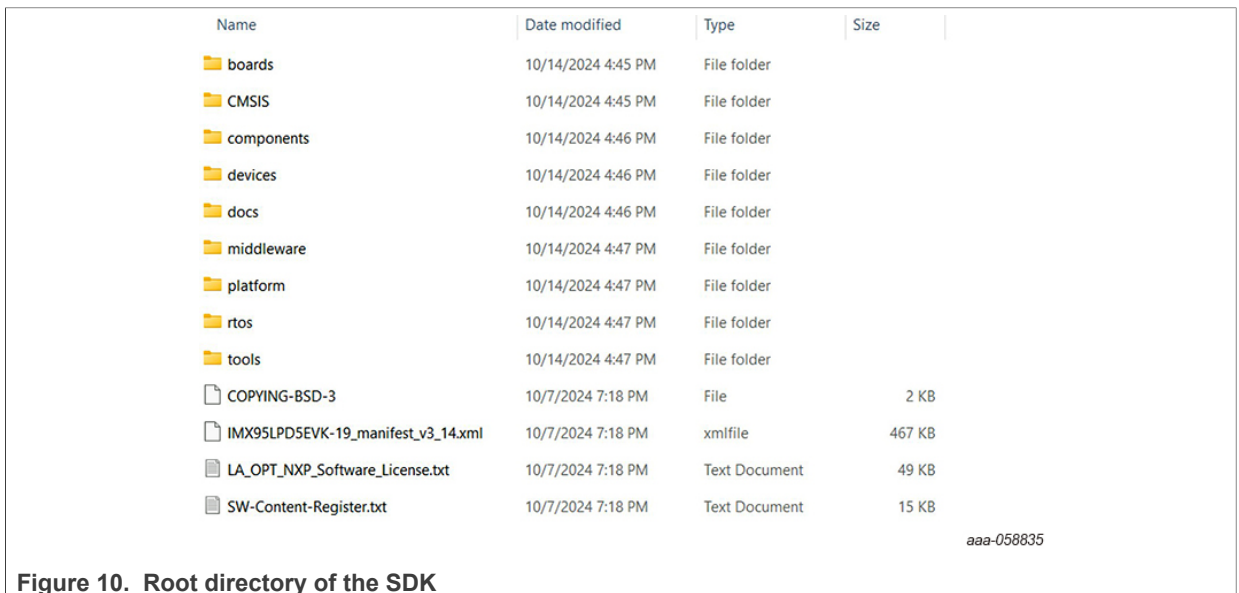 Name Date modified Type Size
boards 10/14/2024 4:45 PM File folder
CMSIS 10/14/2024 4:45 PM File folder
components 10/14/2024 4:46 PM File folder
devices 10/14/2024 4:46 PM File folder
docs 10/14/2024 4:46 PM File folder
middleware 10/14/2024 4:47 PM File folder
platform 10/14/2024 4:47 PM File folder
rtos 10/14/2024 4:47 PM File folder
tools 10/14/2024 4:47 PM File folder
COPYING-BSD-3 10/7/2024 7:18 PM File 2 KB
IMX95LPD5EVK-19_manifest_v3_14.xml 10/7/2024 7:18 PM xmlfile 467 KB
LA_OPT_NXP_Software_License.txt 10/7/2024 7:18 PM Text Document 49 KB
SW-Content-Register.txt 10/7/2024 7:18 PM Text Document 15 KB
aaa-058835
Figure 10. Root directory of the SDK